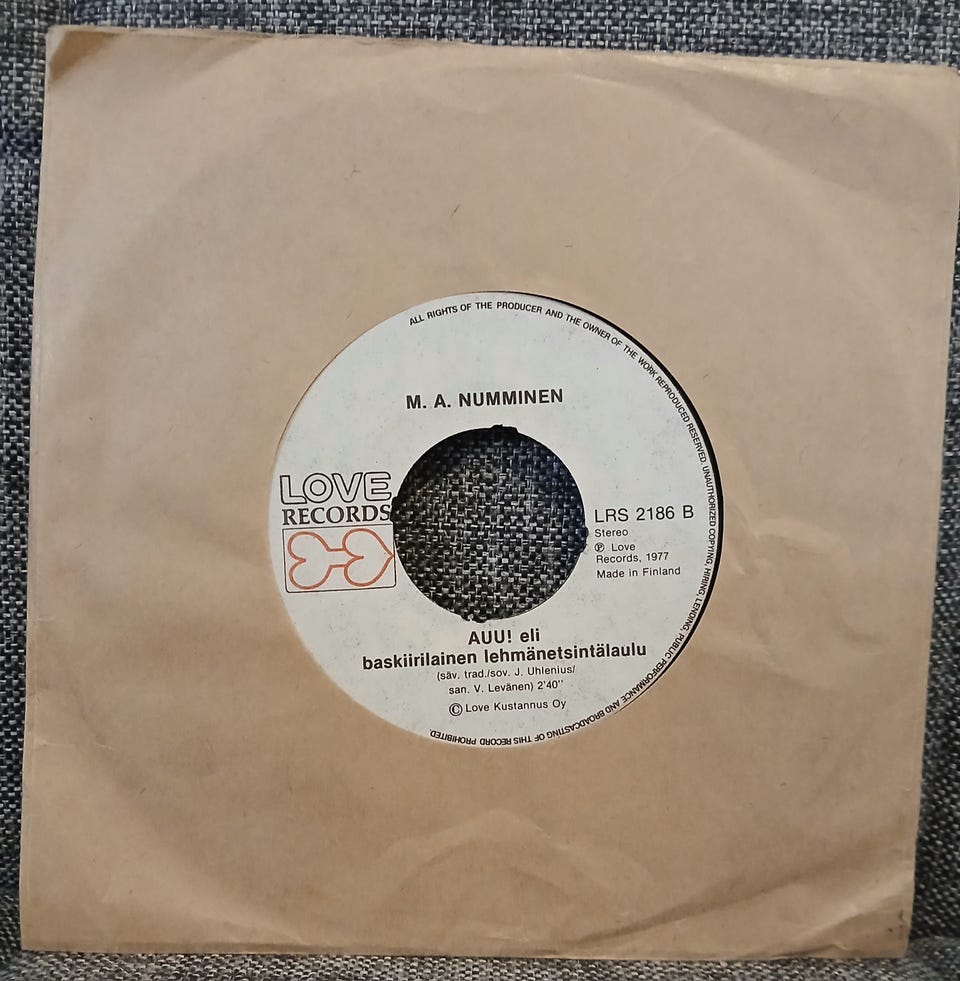 ALL RIGHTS OF THE PRODUCER AND THE OWNER OF THE WORK REPRODUCED RESERVED. UNAUTHORIZED COPYING, HIRING, LENDING, PUBLIC PERFORMANCE AND BROADCASTING OF THIS RECORD PROHIBITED.
M. A. NUMMINEN
LOVE
RECORDS
LRS 2186 B
Stereo
Ⓟ Love
Records, 1977
Made in Finland
AUU! eli
baskiirilainen lehmänetsintälaulu
(säv. trad./sov. J. Uhlenius/
san. V. Levänen) 2'40''
© Love Kustannus Oy